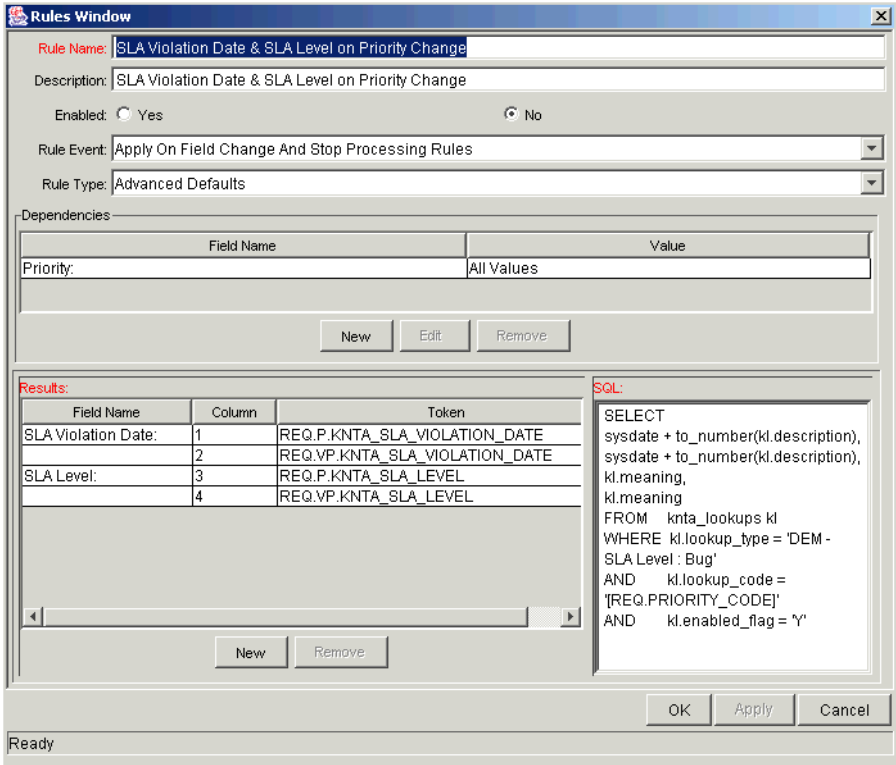 Rules Window
Rule Name: SLA Violation Date & SLA Level on Priority Change
Description: SLA Violation Date & SLA Level on Priority Change
Enabled: Yes No
Rule Event: Apply On Field Change And Stop Processing Rules
Rule Type: Advanced Defaults
Dependencies
Field Name Value
Priority: All Values
New Edit Remove
Results:
Field Name Column Token
SLA Violation Date: 1 REQ.P.KNTA_SLA_VIOLATION_DATE
2 REQ.VP.KNTA_SLA_VIOLATION_DATE
SLA Level: 3 REQ.P.KNTA_SLA_LEVEL
4 REQ.VP.KNTA_SLA_LEVEL
New Remove
SQL:
SELECT
sysdate + to_number(kl.description),
sysdate + to_number(kl.description),
kl.meaning,
kl.meaning
FROM knta_lookups kl
WHERE kl.lookup_type = 'DEM -
SLA Level : Bug'
AND kl.lookup_code =
'[REQ.PRIORITY_CODE]'
AND kl.enabled_flag = 'Y'
OK Apply Cancel
Ready